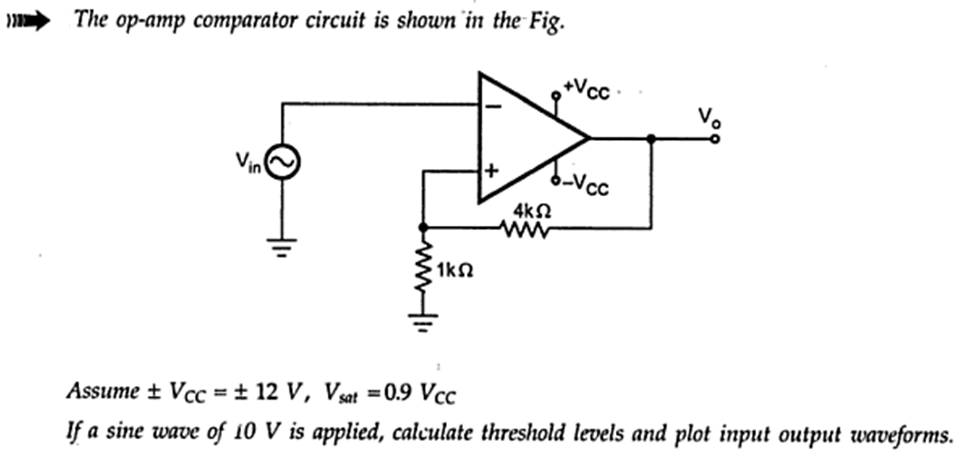 The op-amp comparator circuit is shown in the Fig.
+VCC
−
Vo
Vin
+
−VCC
4kΩ
1kΩ
Assume ± VCC = ± 12 V, Vsat = 0.9 VCC
If a sine wave of 10 V is applied, calculate threshold levels and plot input output waveforms.